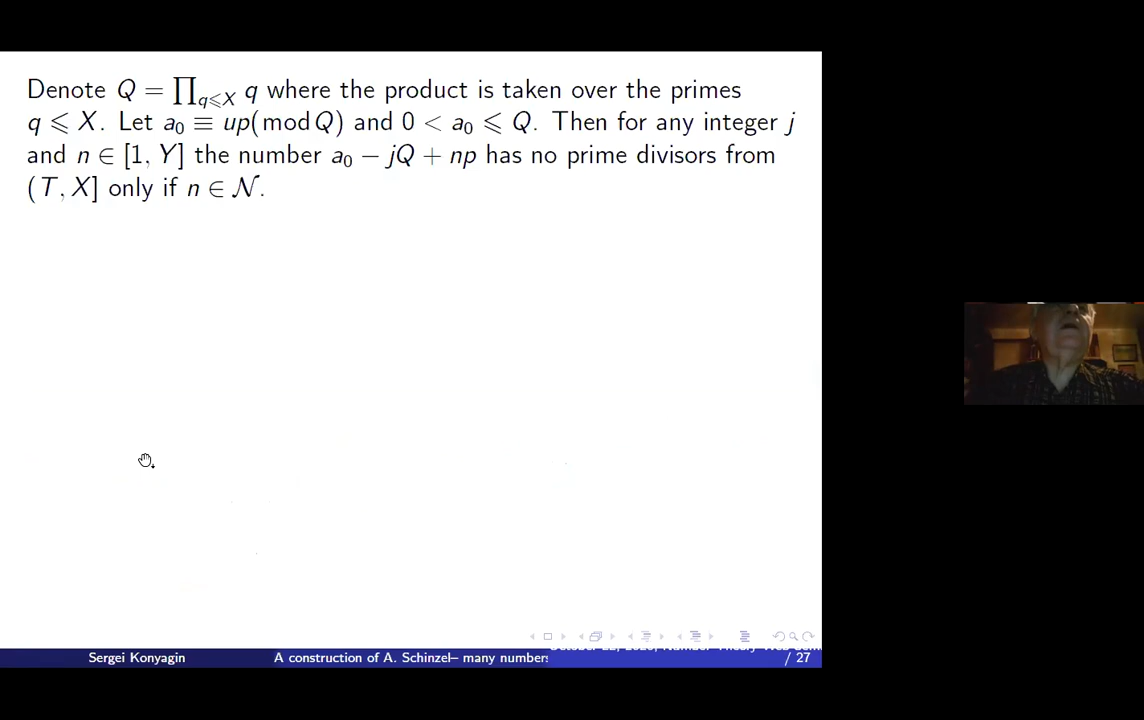 Denote Q = ∏_{q⩽X} q where the product is taken over the primes
q ⩽ X. Let a₀ ≡ up(mod Q) and 0 < a₀ ⩽ Q. Then for any integer j
and n ∈ [1, Y] the number a₀ − jQ + np has no prime divisors from
(T, X] only if n ∈ 𝒩.
Sergei Konyagin
A construction of A. Schinzel– many numbers
/ 27